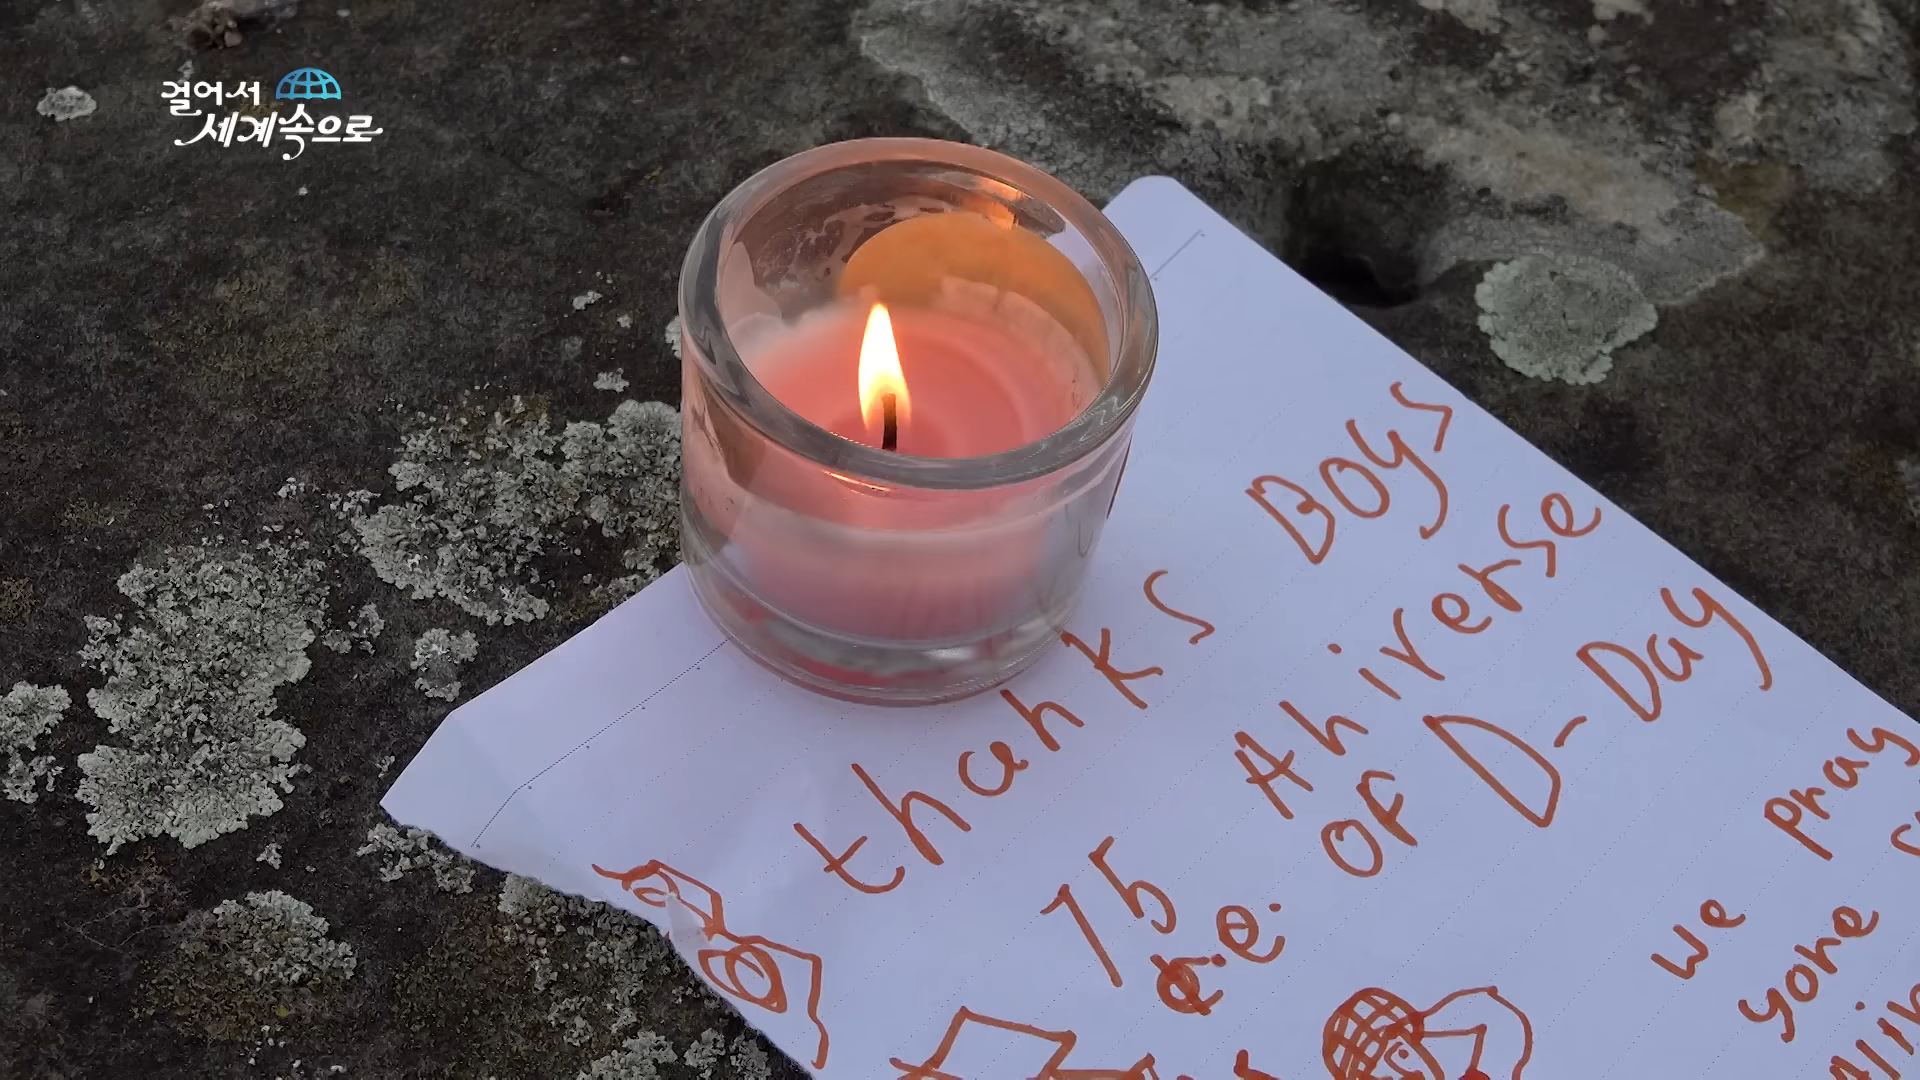 걸어서
세계속으로
thanks Boys
75 e. Ahiverse
OF D-Day
we pray
yore